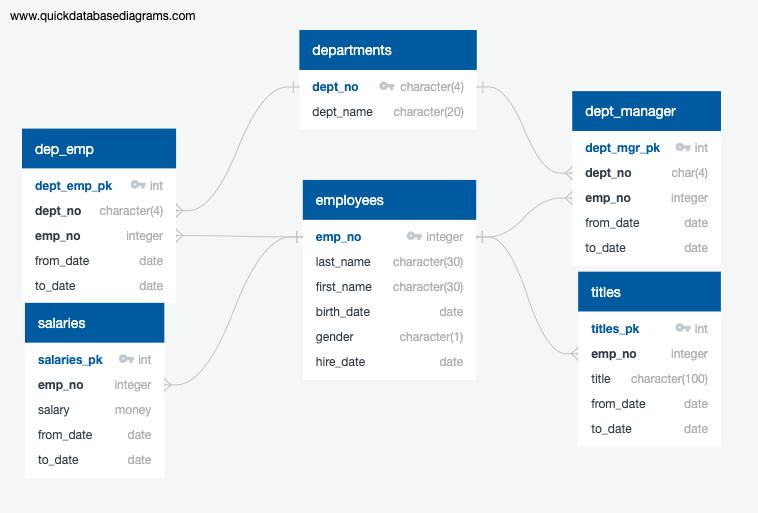 www.quickdatabasediagrams.com
departments
dept_no character(4)
dept_name character(20)
dep_emp
dept_emp_pk int
dept_no character(4)
emp_no integer
from_date date
to_date date
employees
emp_no integer
last_name character(30)
first_name character(30)
birth_date date
gender character(1)
hire_date date
dept_manager
dept_mgr_pk int
dept_no char(4)
emp_no integer
from_date date
to_date date
salaries
salaries_pk int
emp_no integer
salary money
from_date date
to_date date
titles
titles_pk int
emp_no integer
title character(100)
from_date date
to_date date